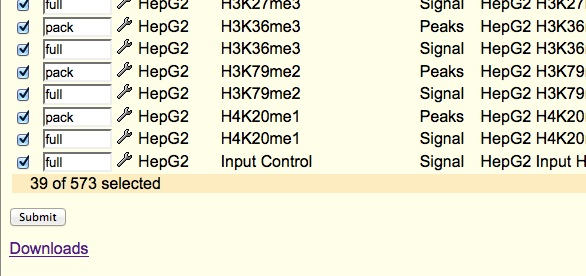 full HepG2 H3K27me3 Signal HepG2 H3K27
pack HepG2 H3K36me3 Peaks HepG2 H3K36
full HepG2 H3K36me3 Signal HepG2 H3K36
pack HepG2 H3K79me2 Peaks HepG2 H3K79
full HepG2 H3K79me2 Signal HepG2 H3K79
pack HepG2 H4K20me1 Peaks HepG2 H4K20
full HepG2 H4K20me1 Signal HepG2 H4K20
full HepG2 Input Control Signal HepG2 Input H
39 of 573 selected
Submit
Downloads